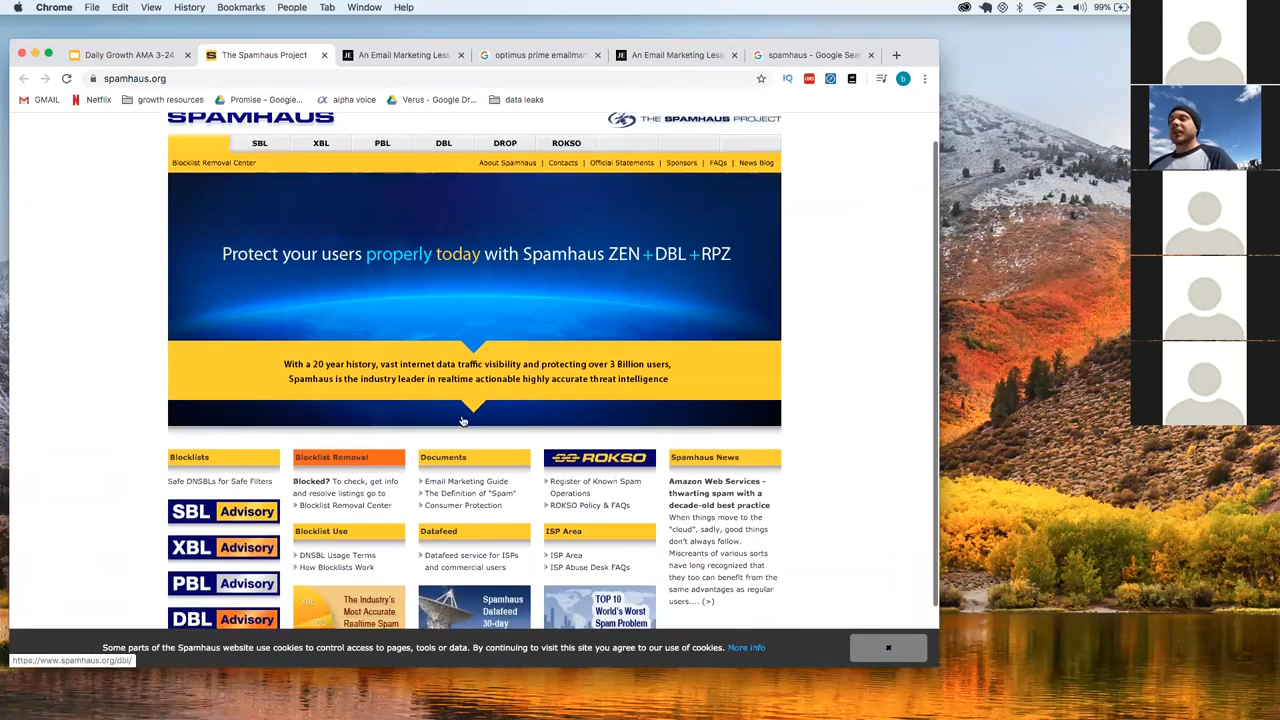 Chrome File Edit View History Bookmarks People Tab Window Help 99%
Daily Growth AMA 3-24
The Spamhaus Project
An Email Marketing Less
optimus prime emailmar
An Email Marketing Less
spamhaus - Google Sear
spamhaus.org
GMAIL Netflix growth resources Promise - Google... alpha voice Verus - Google Dr... data leaks
SPAMHAUS
THE SPAMHAUS PROJECT
SBL XBL PBL DBL DROP ROKSO
Blocklist Removal Center
About Spamhaus | Contacts | Official Statements | Sponsors | FAQs | News Blog
Protect your users properly today with Spamhaus ZEN+DBL+RPZ
With a 20 year history, vast internet data traffic visibility and protecting over 3 Billion users,
Spamhaus is the industry leader in realtime actionable highly accurate threat intelligence
Blocklists
Safe DNSBLs for Safe Filters
SBL Advisory
XBL Advisory
PBL Advisory
DBL Advisory
Blocklist Removal
Blocked? To check, get info
and resolve listings go to
Blocklist Removal Center
Blocklist Use
DNSBL Usage Terms
How Blocklists Work
The Industry's
Most Accurate
Realtime Spam
Documents
Email Marketing Guide
The Definition of "Spam"
Consumer Protection
Datafeed
Datafeed service for ISPs
and commercial users
Spamhaus
Datafeed
30-day
ROKSO
Register of Known Spam
Operations
ROKSO Policy & FAQs
ISP Area
ISP Area
ISP Abuse Desk FAQs
TOP 10
World's Worst
Spam Problem
Spamhaus News
Amazon Web Services -
thwarting spam with a
decade-old best practice
When things move to the
"cloud", sadly, good things
don't always follow.
Miscreants of various sorts
have long recognized that
they too can benefit from the
same advantages as regular
users.... (>)
Some parts of the Spamhaus website use cookies to control access to pages, tools or data. By continuing to visit this site you agree to our use of cookies. More info
https://www.spamhaus.org/dbl/